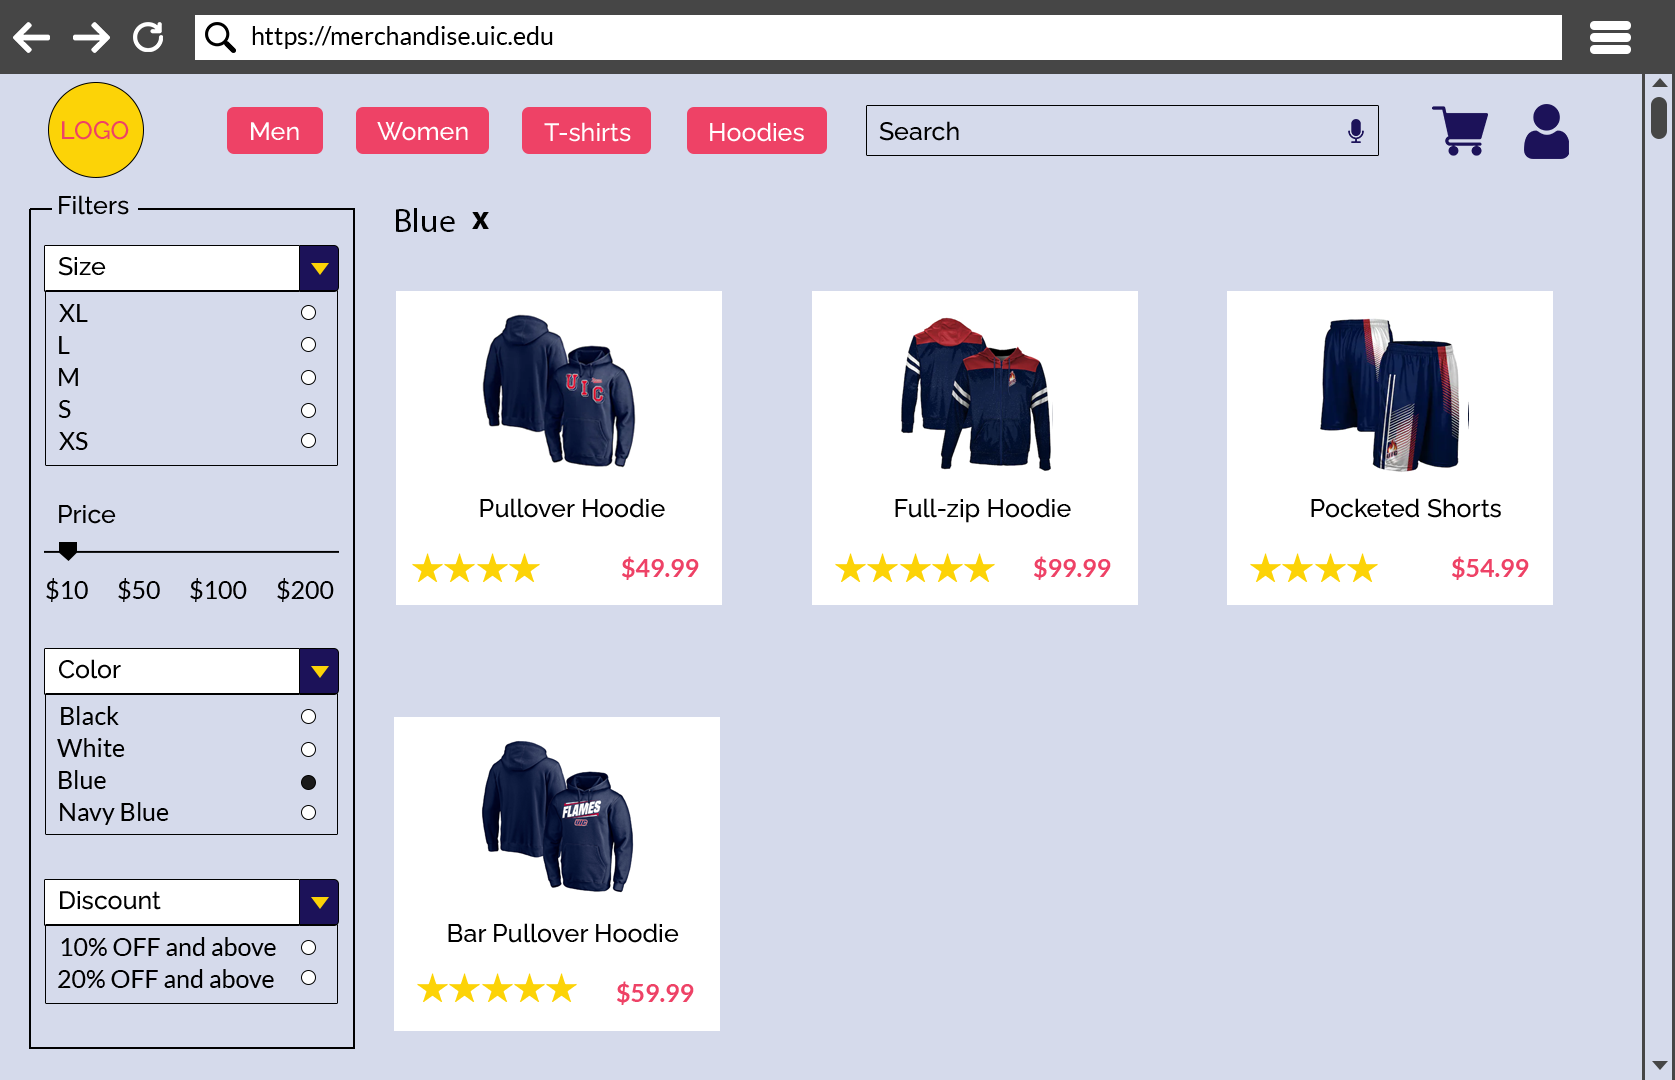 https://merchandise.uic.edu
LOGO
Men
Women
T-shirts
Hoodies
Search
Filters
Size
XL
L
M
S
XS
Price
$10 $50 $100 $200
Color
Black
White
Blue
Navy Blue
Discount
10% OFF and above
20% OFF and above
Blue x
UIC
Pullover Hoodie
$49.99
Full-zip Hoodie
$99.99
UIC
Pocketed Shorts
$54.99
FLAMES
UIC
Bar Pullover Hoodie
$59.99